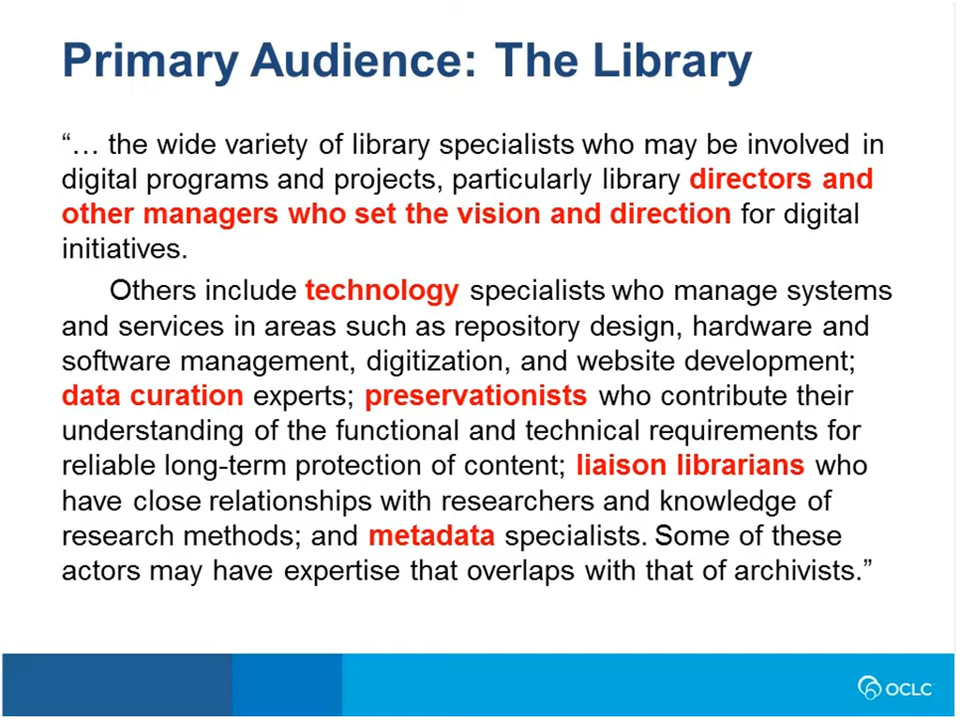 Primary Audience: The Library
“… the wide variety of library specialists who may be involved in
digital programs and projects, particularly library directors and
other managers who set the vision and direction for digital
initiatives.
Others include technology specialists who manage systems
and services in areas such as repository design, hardware and
software management, digitization, and website development;
data curation experts; preservationists who contribute their
understanding of the functional and technical requirements for
reliable long-term protection of content; liaison librarians who
have close relationships with researchers and knowledge of
research methods; and metadata specialists. Some of these
actors may have expertise that overlaps with that of archivists.”
OCLC